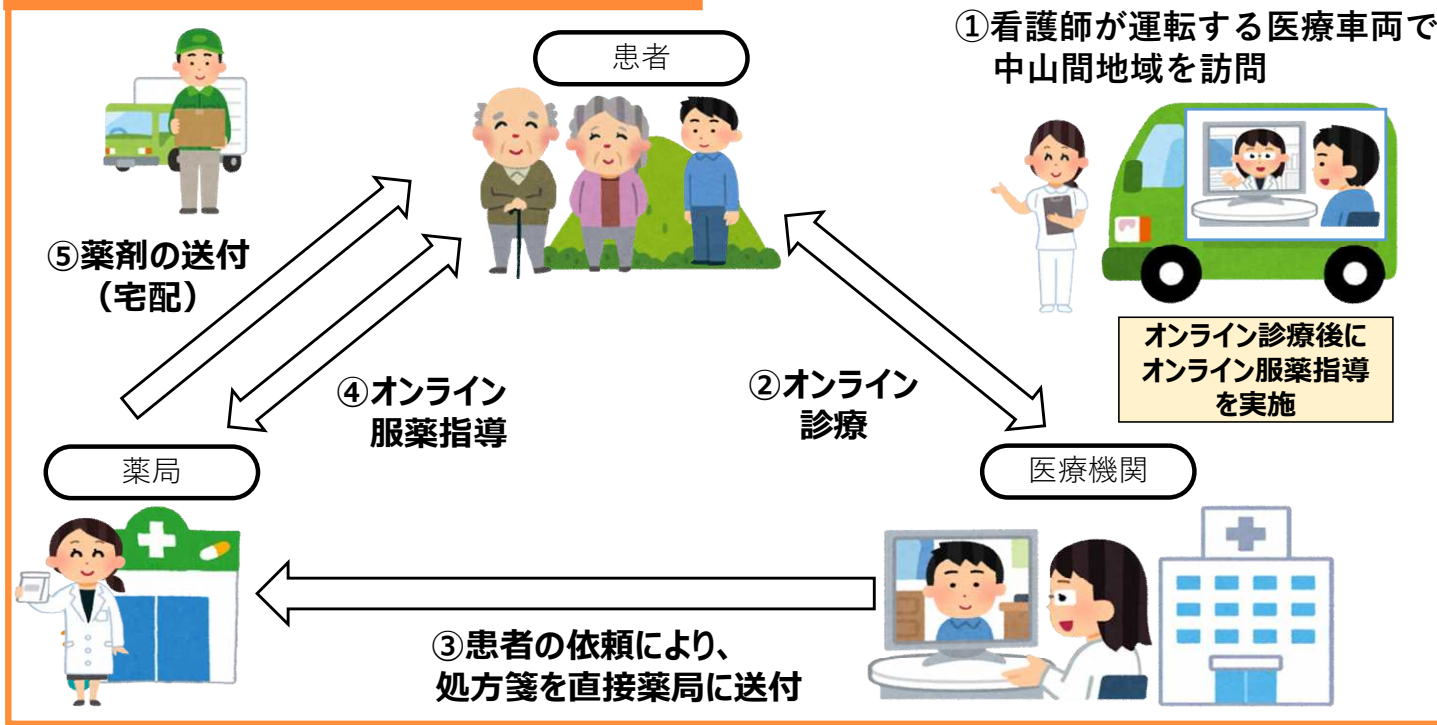 患者
①看護師が運転する医療車両で
中山間地域を訪問
⑤薬剤の送付
（宅配）
④オンライン
服薬指導
②オンライン
診療
オンライン診療後に
オンライン服薬指導
を実施
薬局
医療機関
③患者の依頼により、
処方箋を直接薬局に送付